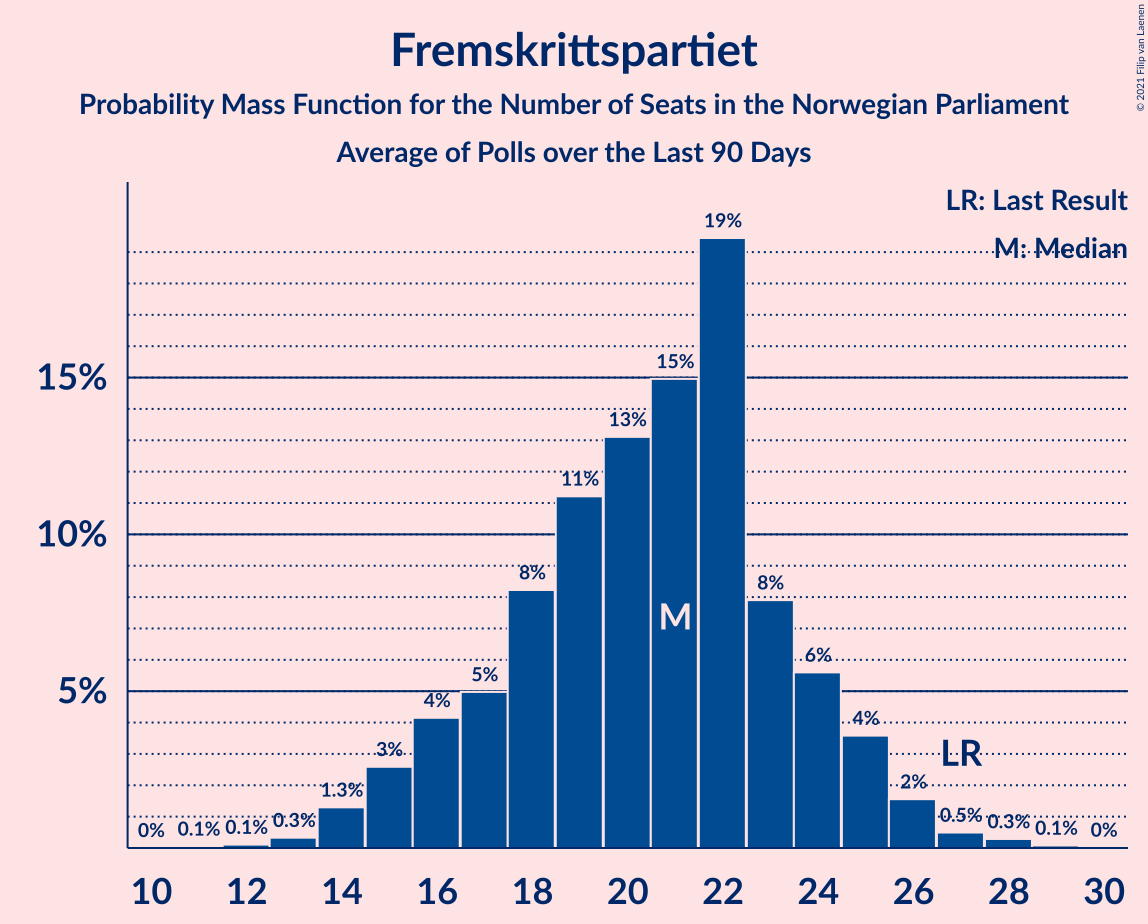 Fremskrittspartiet
Probability Mass Function for the Number of Seats in the Norwegian Parliament
Average of Polls over the Last 90 Days
© 2021 Filip van Laenen
LR: Last Result
M: Median
19%
15%
15%
13%
11%
10%
8%
8%
M
6%
5%
5%
4%
4%
LR
3%
2%
1.3%
0.5%
0.3%
0.3%
0%
0.1%
0.1%
0.1%
0%
10 12 14 16 18 20 22 24 26 28 30